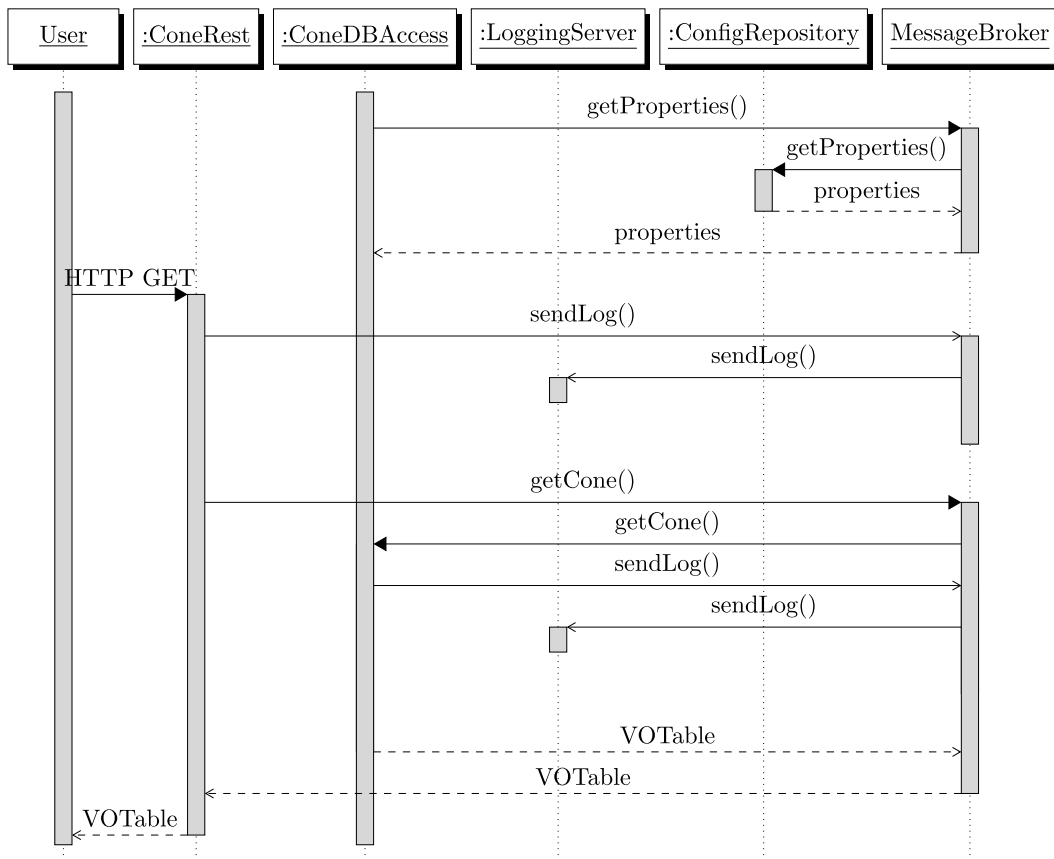 User
:ConeRest
:ConeDBAccess
:LoggingServer
:ConfigRepository
MessageBroker
getProperties()
getProperties()
properties
properties
HTTP GET
sendLog()
sendLog()
getCone()
getCone()
sendLog()
sendLog()
VOTable
VOTable
VOTable